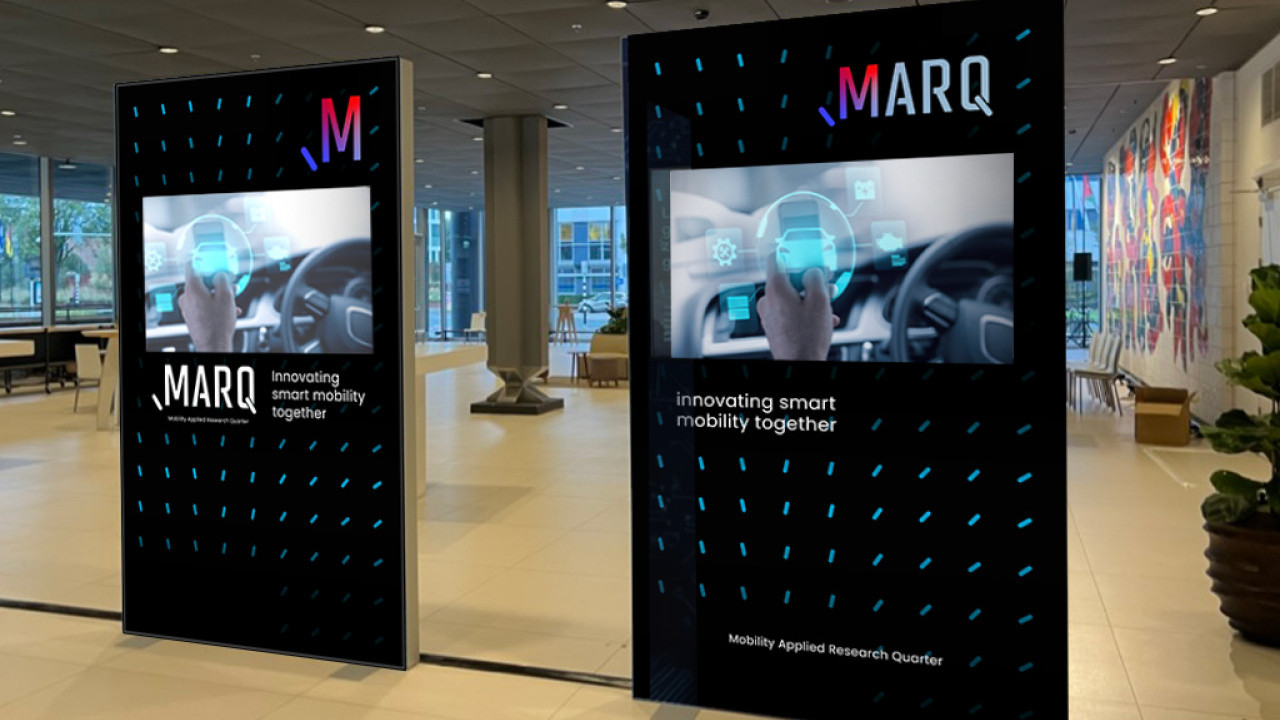 M
MARQ
Mobility Applied Research Quarter
Innovating
smart mobility
together
MARQ
innovating smart
mobility together
Mobility Applied Research Quarter